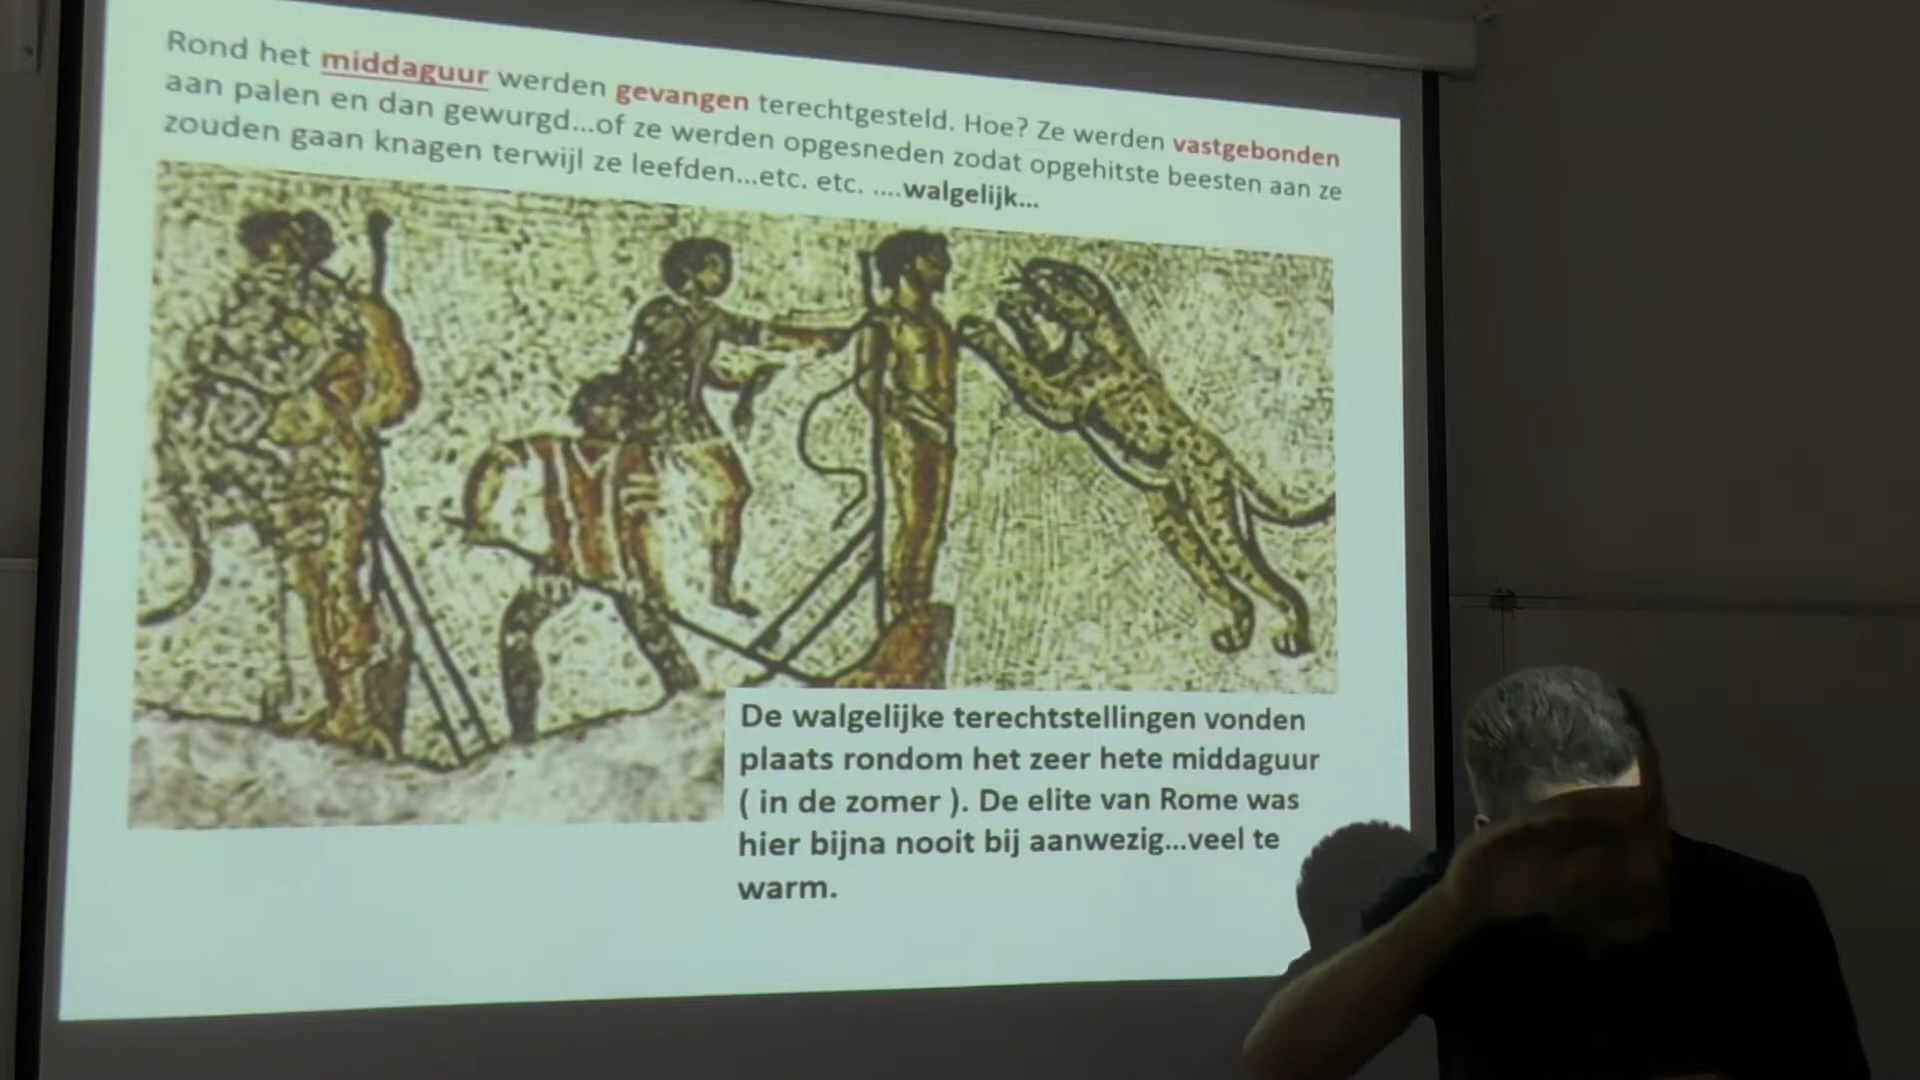 Rond het middaguur werden gevangen terechtgesteld. Hoe? Ze werden vastgebonden
aan palen en dan gewurgd...of ze werden opgesneden zodat opgehitste beesten aan ze
zouden gaan knagen terwijl ze leefden...etc. etc. ....walgelijk...
De walgelijke terechtstellingen vonden
plaats rondom het zeer hete middaguur
( in de zomer ). De elite van Rome was
hier bijna nooit bij aanwezig...veel te
warm.